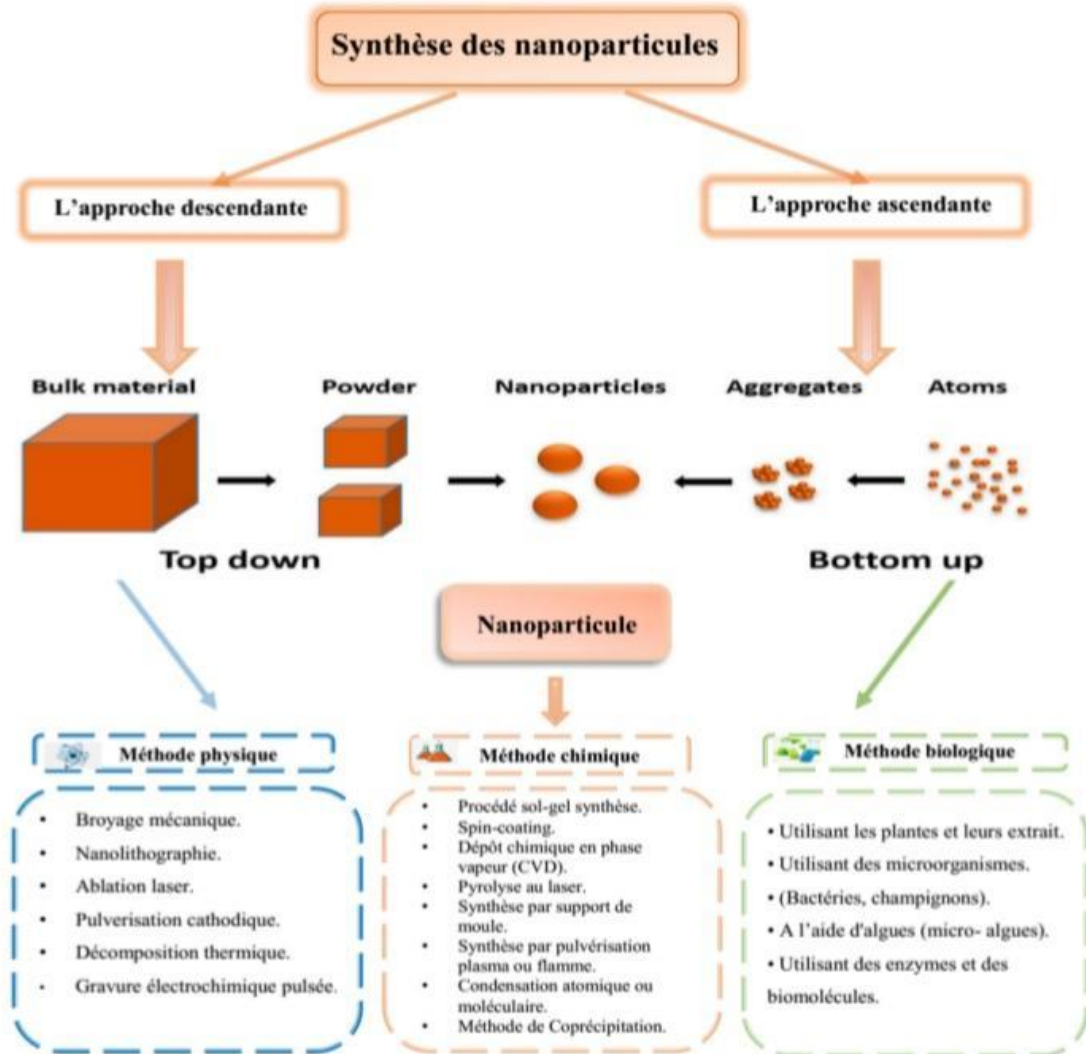 Synthèse des nanoparticules
L'approche descendante
L'approche ascendante
Bulk material
Powder
Nanoparticles
Aggregates
Atoms
Top down
Bottom up
Nanoparticule
Méthode physique
• Broyage mécanique.
• Nanolithographie.
• Ablation laser.
• Pulverisation cathodique.
• Décomposition thermique.
• Gravure électrochimique pulsée.
Méthode chimique
• Procédé sol-gel synthèse.
• Spin-coating.
• Dépôt chimique en phase
vapeur (CVD).
• Pyrolyse au laser.
• Synthèse par support de
moule.
• Synthèse par pulvérisation
plasma ou flamme.
• Condensation atomique ou
moléculaire.
• Méthode de Coprécipitation.
Méthode biologique
• Utilisant les plantes et leurs extrait.
• Utilisant des microorganismes.
• (Bactéries, champignons).
• A l'aide d'algues (micro- algues).
• Utilisant des enzymes et des
biomolécules.